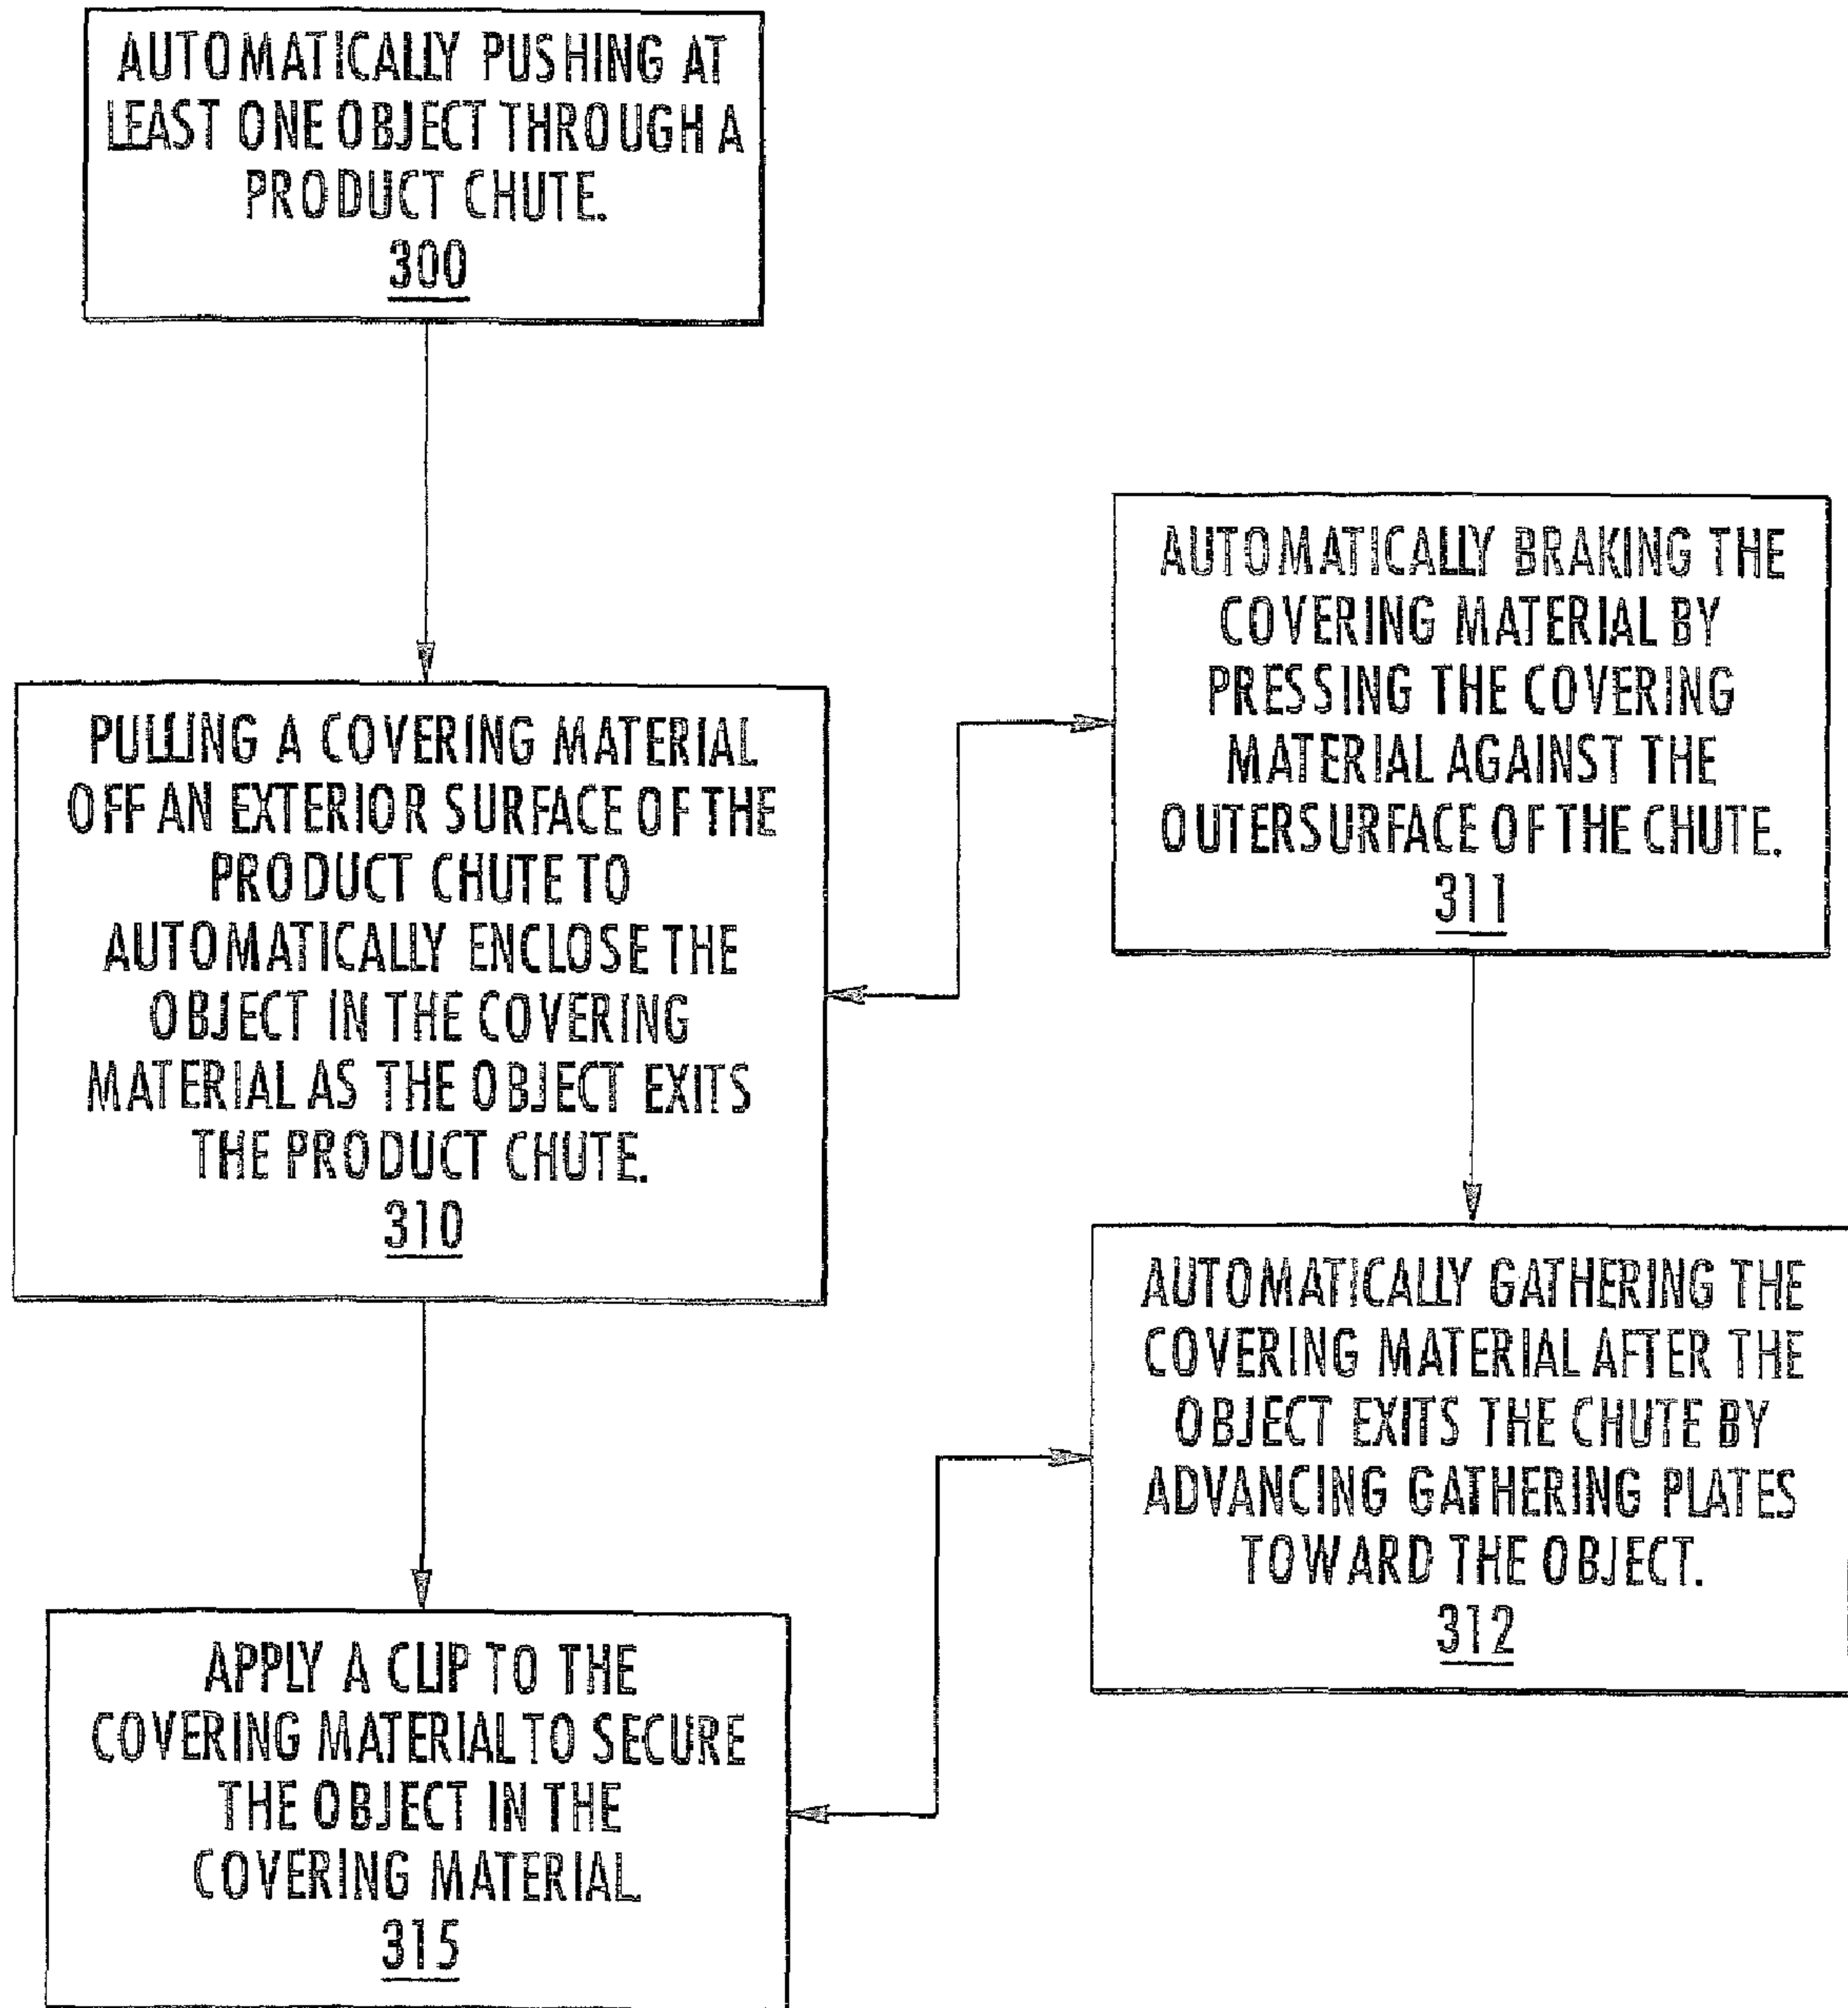 AUTOMATICALLY PUSHING AT
LEAST ONE OBJECT THROUGH A
PRODUCT CHUTE.
300
PULLING A COVERING MATERIAL
OFF AN EXTERIOR SURFACE OF THE
PRODUCT CHUTE TO
AUTOMATICALLY ENCLOSE THE
OBJECT IN THE COVERING
MATERIAL AS THE OBJECT EXITS
THE PRODUCT CHUTE.
310
AUTOMATICALLY BRAKING THE
COVERING MATERIAL BY
PRESSING THE COVERING
MATERIAL AGAINST THE
OUTERSURFACE OF THE CHUTE.
311
AUTOMATICALLY GATHERING THE
COVERING MATERIAL AFTER THE
OBJECT EXITS THE CHUTE BY
ADVANCING GATHERING PLATES
TOWARD THE OBJECT.
312
APPLY A CLIP TO THE
COVERING MATERIAL TO SECURE
THE OBJECT IN THE
COVERING MATERIAL.
315